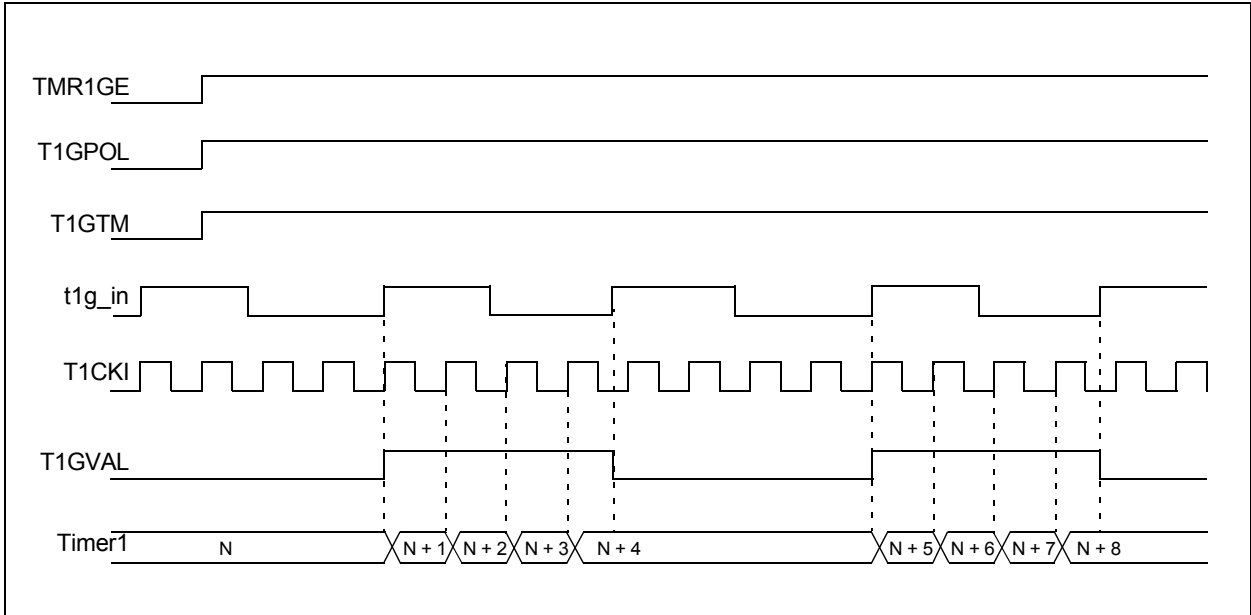 TMR1GE
T1GPOL
T1GTM
t1g_in
T1CKI
T1GVAL
Timer1 N N + 1 N + 2 N + 3 N + 4 N + 5 N + 6 N + 7 N + 8